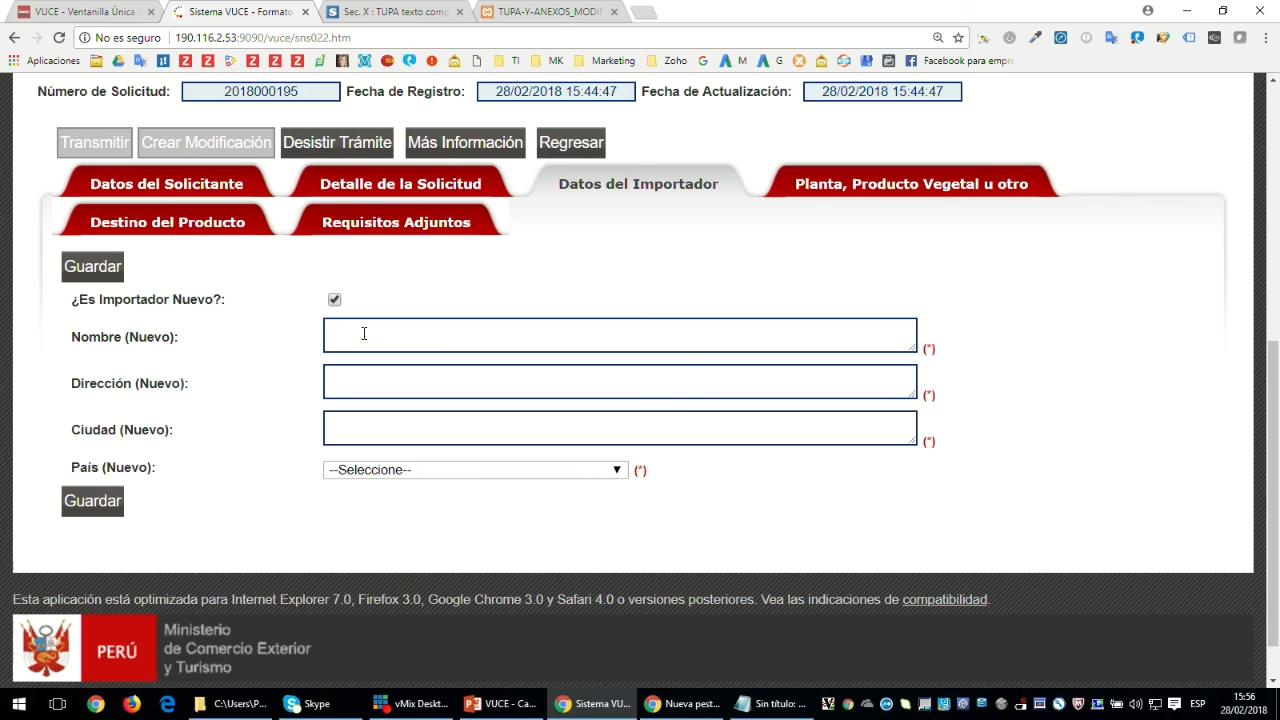 VUCE - Ventanilla Única
Sistema VUCE - Formato
Sec. X : TUPA texto comp
TUPA-Y-ANEXOS_MODIF
No es seguro
190.116.2.53:9090/vuce/sns022.htm
Aplicaciones
TI
MK
Marketing
Zoho
M
G
Facebook para empre
Número de Solicitud:
2018000195
Fecha de Registro:
28/02/2018 15:44:47
Fecha de Actualización:
28/02/2018 15:44:47
Transmitir
Crear Modificación
Desistir Trámite
Más Información
Regresar
Datos del Solicitante
Detalle de la Solicitud
Datos del Importador
Planta, Producto Vegetal u otro
Destino del Producto
Requisitos Adjuntos
Guardar
¿Es Importador Nuevo?:
Nombre (Nuevo):
(*)
Dirección (Nuevo):
(*)
Ciudad (Nuevo):
(*)
País (Nuevo):
--Seleccione--
(*)
Guardar
Esta aplicación está optimizada para Internet Explorer 7.0, Firefox 3.0, Google Chrome 3.0 y Safari 4.0 o versiones posteriores. Vea las indicaciones de compatibilidad.
PERÚ
Ministerio
de Comercio Exterior
y Turismo
C:\Users\P...
Skype
vMix Deskt...
VUCE - Ca...
Sistema VU...
Nueva pest...
Sin título: ...
ESP
15:56
28/02/2018